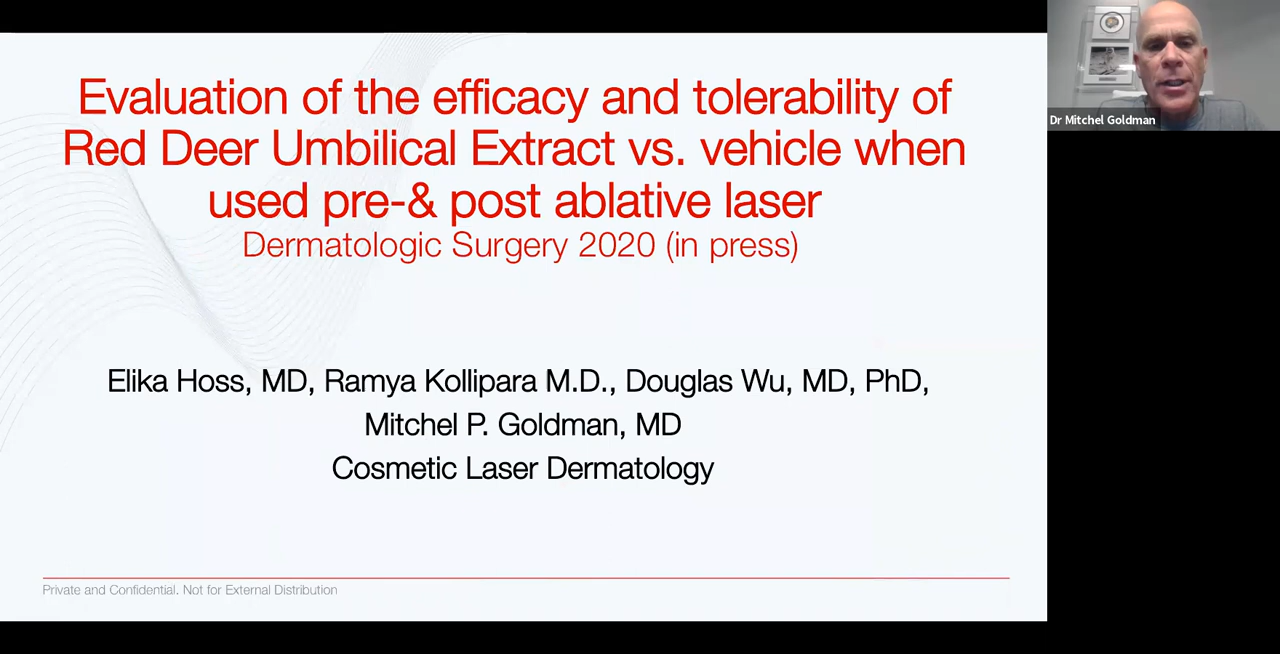 Evaluation of the efficacy and tolerability of
Red Deer Umbilical Extract vs. vehicle when
used pre-& post ablative laser
Dermatologic Surgery 2020 (in press)
Elika Hoss, MD, Ramya Kollipara M.D., Douglas Wu, MD, PhD,
Mitchel P. Goldman, MD
Cosmetic Laser Dermatology
Private and Confidential. Not for External Distribution
Dr Mitchel Goldman